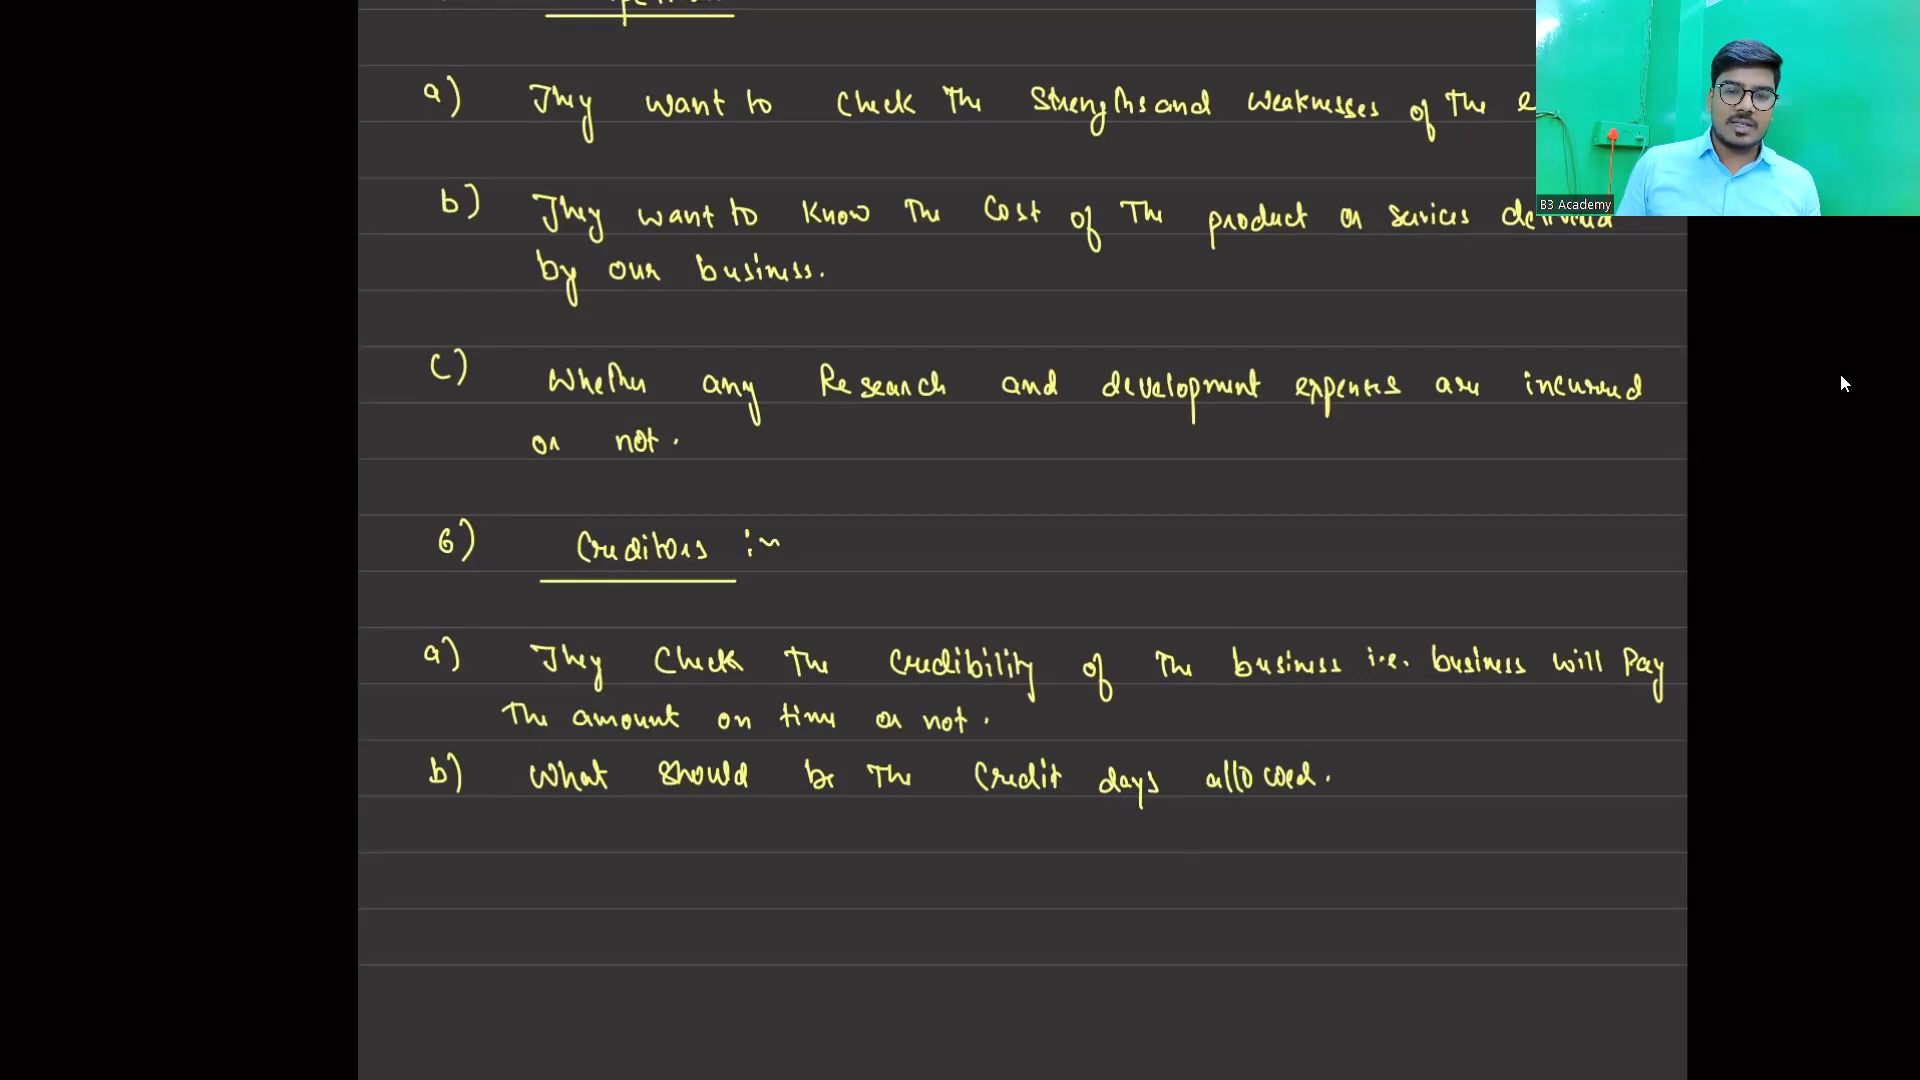 a) They want to check the strengths and weaknesses of the
B3 Academy
b) They want to know the cost of the product or services
by our business.
c) Whether any Research and development expenses are incurred
or not.
6) Creditors :~
a) They check the credibility of the business i.e. business will pay
the amount on time or not.
b) What should be the credit days allowed.